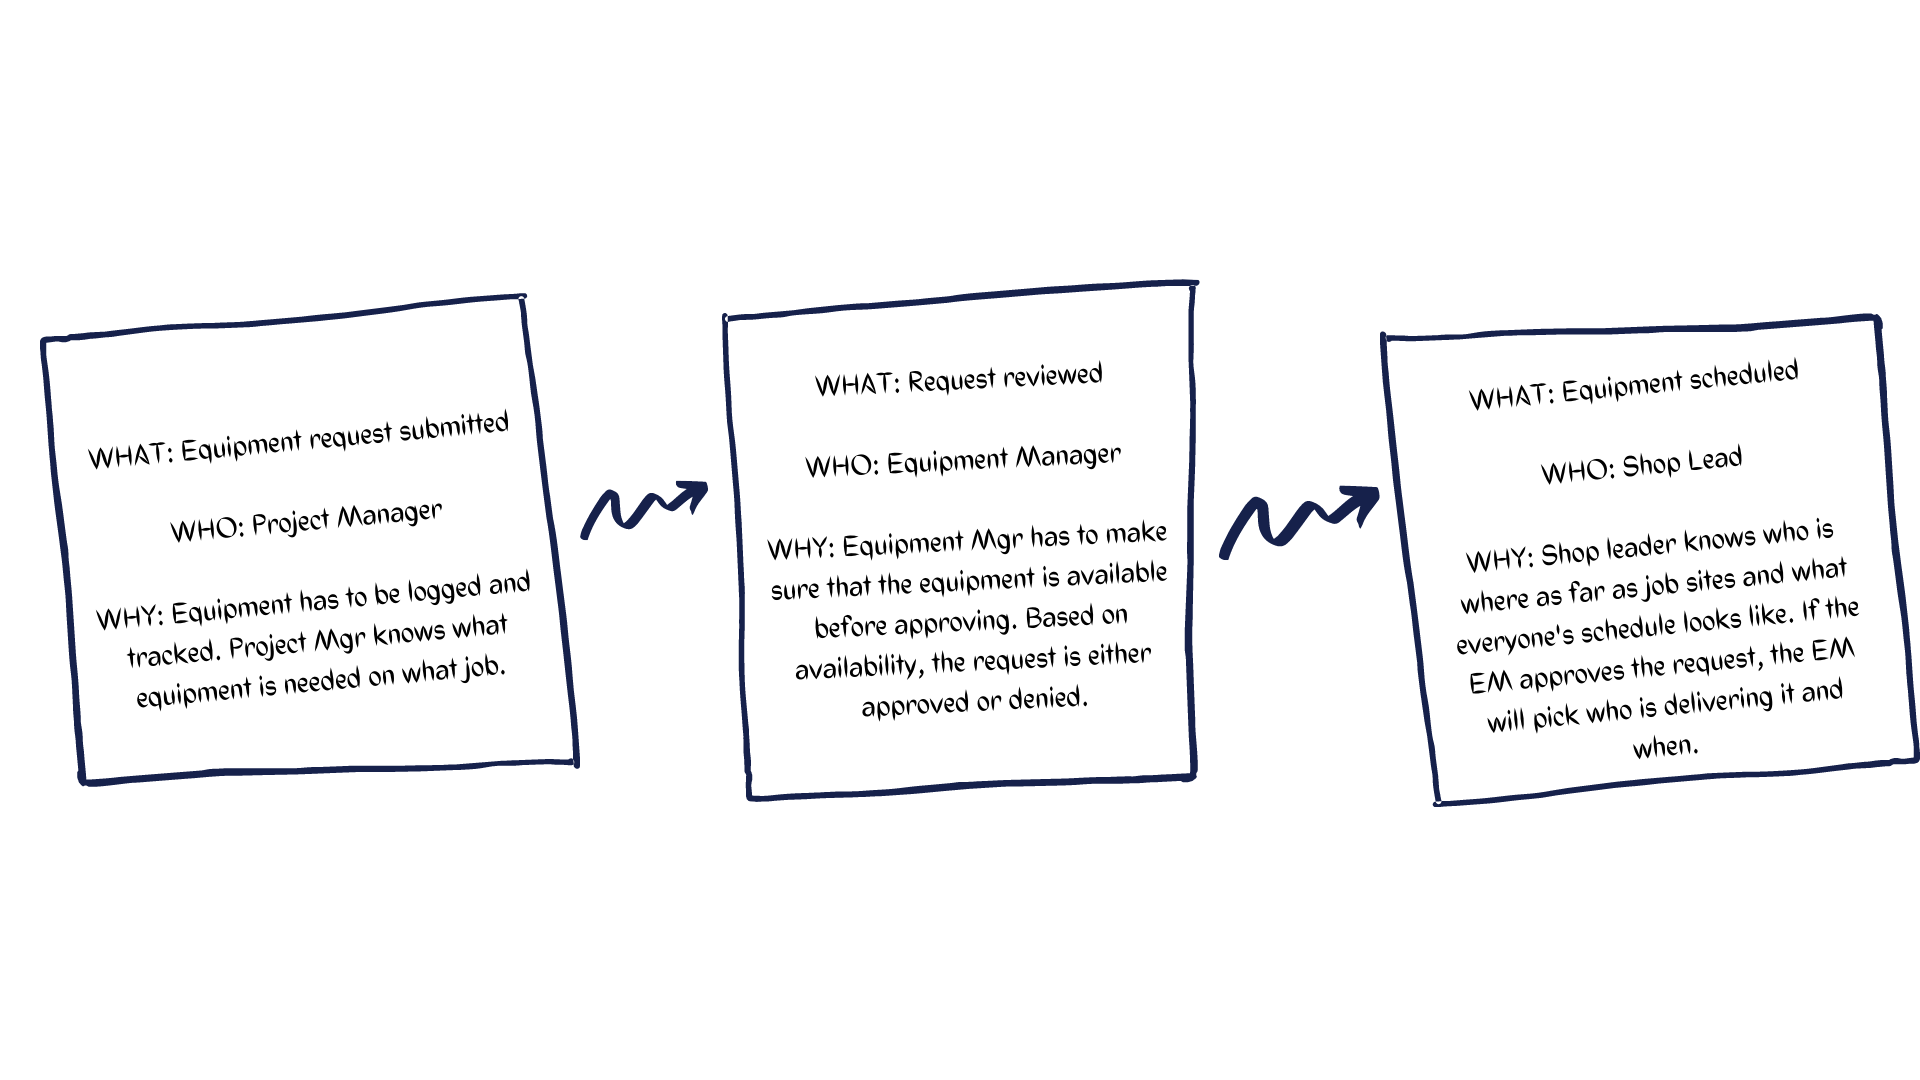 WHAT: Equipment request submitted
WHO: Project Manager
WHY: Equipment has to be logged and
tracked. Project Mgr knows what
equipment is needed on what job.
WHAT: Request reviewed
WHO: Equipment Manager
WHY: Equipment Mgr has to make
sure that the equipment is available
before approving. Based on
availability, the request is either
approved or denied.
WHAT: Equipment scheduled
WHO: Shop Lead
WHY: Shop leader knows who is
where as far as job sites and what
everyone's schedule looks like. If the
EM approves the request, the EM
will pick who is delivering it and
when.